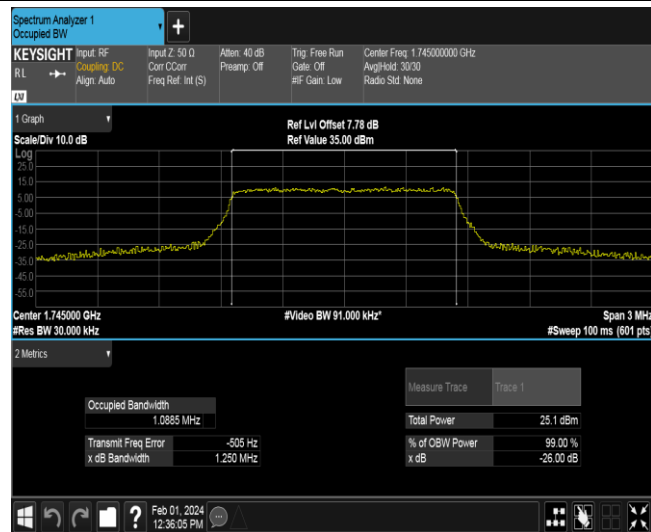 Spectrum Analyzer 1
Occupied BW
KEYSIGHT Input: RF Input Z: 50 Ω Atten: 40 dB Trig: Free Run Center Freq: 1.745000000 GHz
RL Coupling: DC Corr CCorr Preamp: Off Gate: Off Avg|Hold: 30/30
Align: Auto Freq Ref: Int (S) #IF Gain: Low Radio Std: None
LXI
1 Graph Ref Lvl Offset 7.78 dB
Scale/Div 10.0 dB Ref Value 35.00 dBm
Log
25.0
15.0
5.00
-5.00
-15.0
-25.0
-35.0
-45.0
-55.0
Center 1.745000 GHz #Video BW 91.000 kHz* Span 3 MHz
#Res BW 30.000 kHz #Sweep 100 ms (601 pts)
2 Metrics
Measure Trace Trace 1
Occupied Bandwidth
1.0885 MHz Total Power 25.1 dBm
Transmit Freq Error -505 Hz % of OBW Power 99.00 %
x dB Bandwidth 1.250 MHz x dB -26.00 dB
? Feb 01, 2024
12:36:05 PM